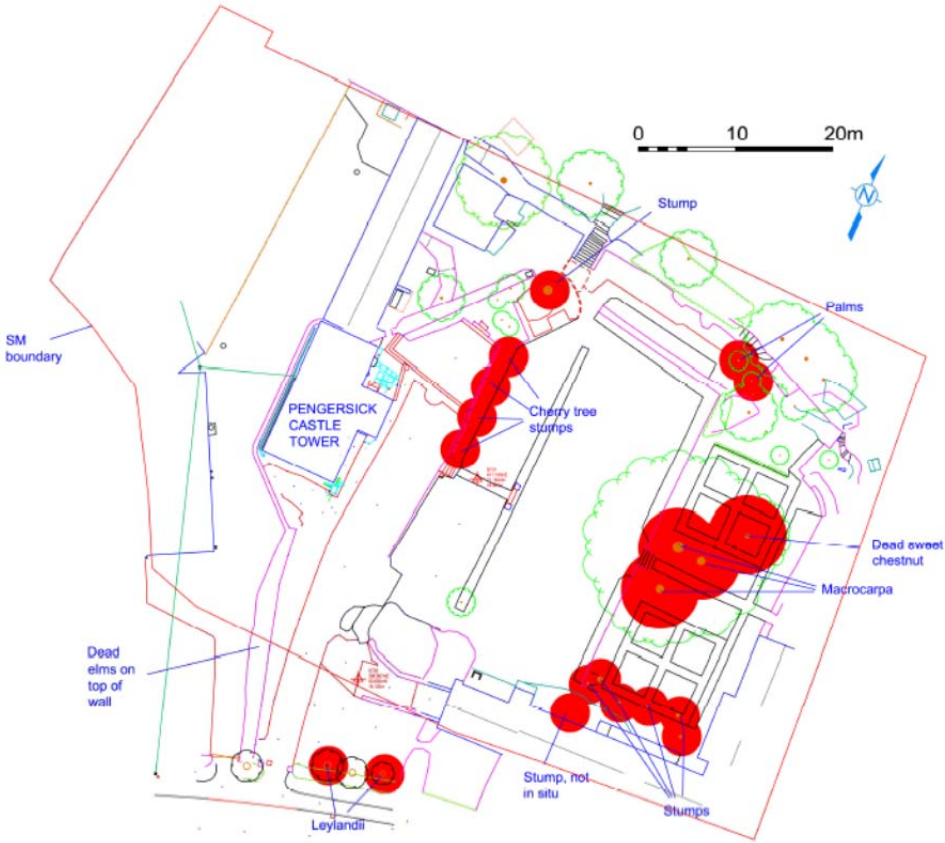 0 10 20m
N
Stump
Palms
SM
boundary
PENGERSICK
CASTLE
TOWER
Cherry tree
stumps
Dead sweet
chestnut
Macrocarpa
Dead
elms on
top of
wall
Stump, not
in situ
Stumps
Leylandii